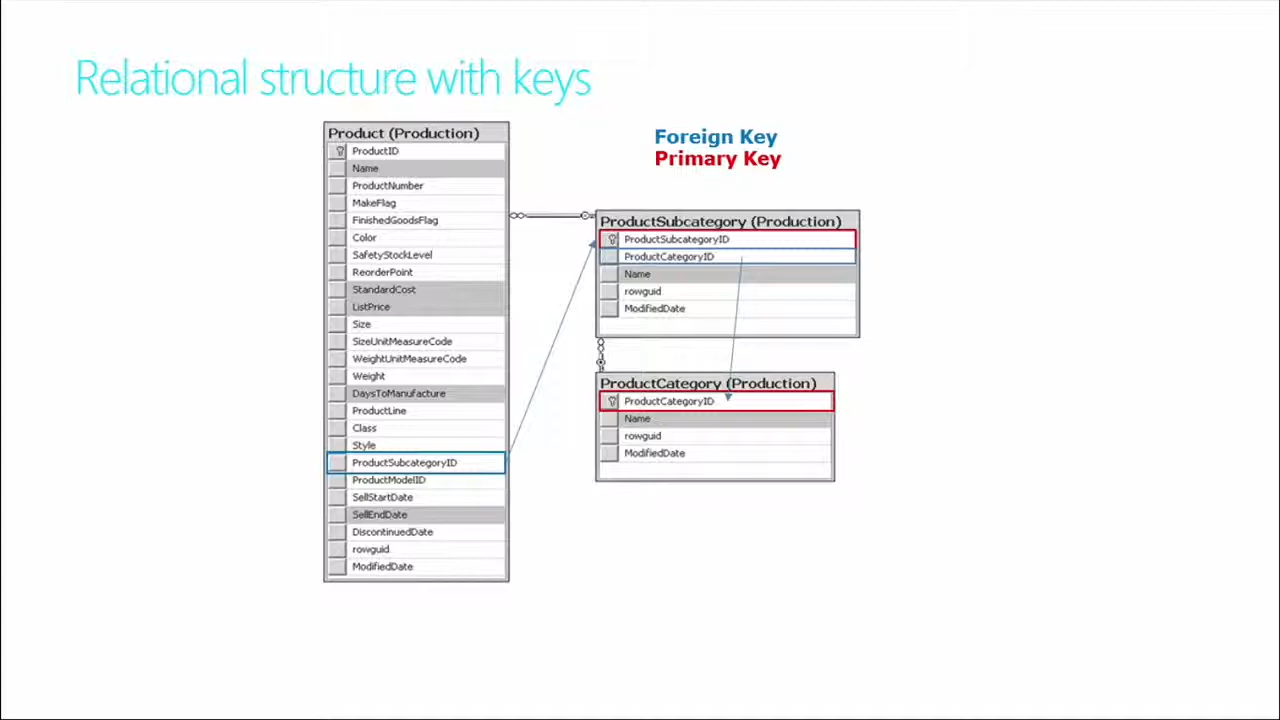 Relational structure with keys
Product (Production)
ProductID
Name
ProductNumber
MakeFlag
FinishedGoodsFlag
Color
SafetyStockLevel
ReorderPoint
StandardCost
ListPrice
Size
SizeUnitMeasureCode
WeightUnitMeasureCode
Weight
DaysToManufacture
ProductLine
Class
Style
ProductSubcategoryID
ProductModelID
SellStartDate
SellEndDate
DiscontinuedDate
rowguid
ModifiedDate
Foreign Key
Primary Key
ProductSubcategory (Production)
ProductSubcategoryID
ProductCategoryID
Name
rowguid
ModifiedDate
ProductCategory (Production)
ProductCategoryID
Name
rowguid
ModifiedDate